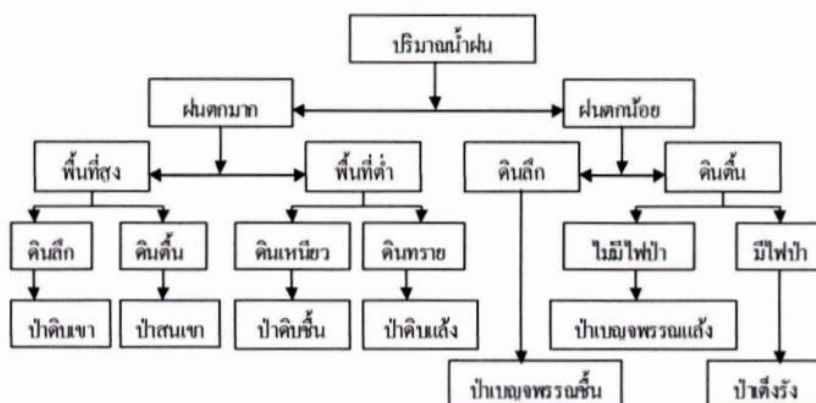 ปริมาณน้ำฝน
ฝนตกมาก
ฝนตกน้อย
พื้นที่สูง
พื้นที่ต่ำ
ดินลึก
ดินตื้น
ดินลึก
ดินตื้น
ดินเหนียว
ดินทราย
ไม่มีไฟป่า
มีไฟป่า
ป่าดิบเขา
ป่าสนเขา
ป่าดิบชื้น
ป่าดิบแล้ง
ป่าเบญจพรรณแล้ง
ป่าเบญจพรรณชื้น
ป่าเต็งรัง